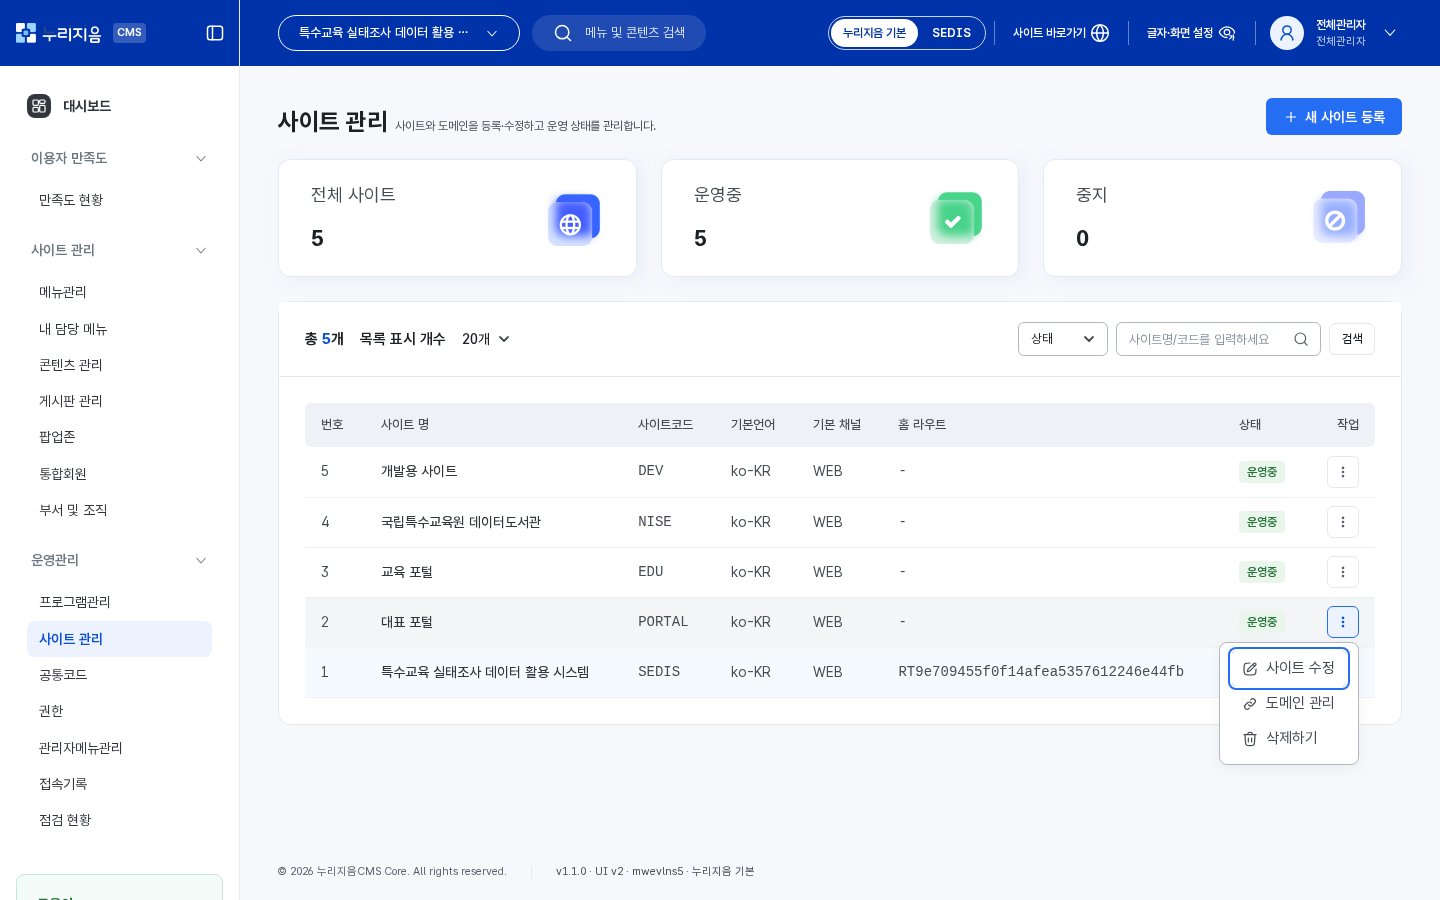 누리지음 CMS
특수교육 실태조사 데이터 활용 ···
메뉴 및 콘텐츠 검색
누리지음 기본 SEDIS
사이트 바로가기
글자·화면 설정
전체관리자
전체관리자
대시보드
이용자 만족도
만족도 현황
사이트 관리
메뉴관리
내 담당 메뉴
콘텐츠 관리
게시판 관리
팝업존
통합회원
부서 및 조직
운영관리
프로그램관리
사이트 관리
공통코드
권한
관리자메뉴관리
접속기록
점검 현황
사이트 관리 사이트와 도메인을 등록·수정하고 운영 상태를 관리합니다.
새 사이트 등록
전체 사이트
5
운영중
5
중지
0
총 5개 목록 표시 개수 20개
상태 사이트명/코드를 입력하세요 검색
번호 사이트 명 사이트코드 기본언어 기본 채널 홈 라우트 상태 작업
5 개발용 사이트 DEV ko-KR WEB - 운영중
4 국립특수교육원 데이터도서관 NISE ko-KR WEB - 운영중
3 교육 포털 EDU ko-KR WEB - 운영중
2 대표 포털 PORTAL ko-KR WEB - 운영중
1 특수교육 실태조사 데이터 활용 시스템 SEDIS ko-KR WEB RT9e709455f0f14afea5357612246e44fb
사이트 수정
도메인 관리
삭제하기
© 2026 누리지음CMS Core. All rights reserved.
v1.1.0 · UI v2 · mwevlns5 · 누리지음 기본